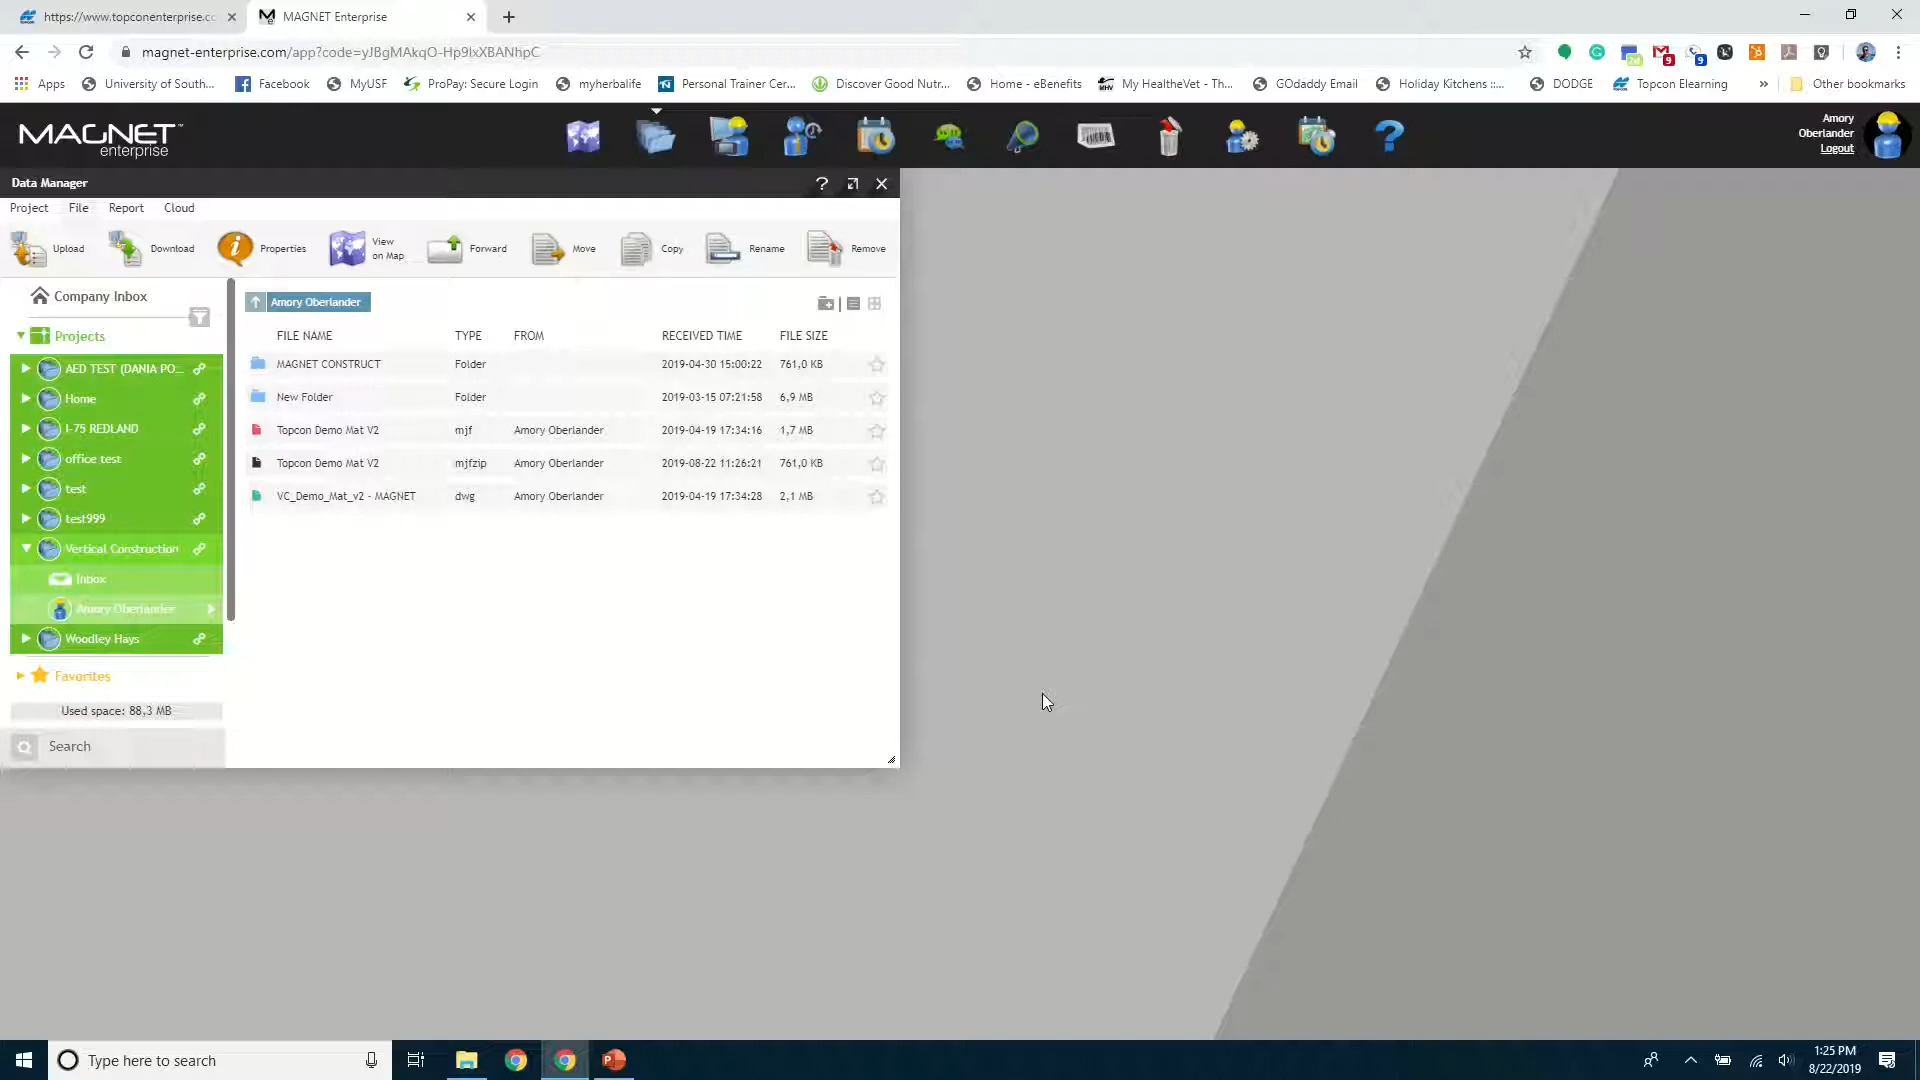 https://www.topconenterprise.cc
MAGNET Enterprise
magnet-enterprise.com/app?code=yJBgMAkqO-Hp9IxXBANhpC
Apps University of South... Facebook MyUSF ProPay: Secure Login myherbalife Personal Trainer Cer... Discover Good Nutr... Home - eBenefits My HealtheVet - Th... GOdaddy Email Holiday Kitchens ::... DODGE Topcon Elearning » Other bookmarks
MAGNET™
enterprise
Amory
Oberlander
Logout
Data Manager
Project File Report Cloud
Upload Download Properties View on Map Forward Move Copy Rename Remove
Company Inbox
Projects
AED TEST (DANIA PO...
Home
I-75 REDLAND
office test
test
test999
Vertical Construction
Inbox
Amory Oberlander
Woodley Hays
Favorites
Used space: 88,3 MB
Search
Amory Oberlander
FILE NAME TYPE FROM RECEIVED TIME FILE SIZE
MAGNET CONSTRUCT Folder 2019-04-30 15:00:22 761,0 KB
New Folder Folder 2019-03-15 07:21:58 6,9 MB
Topcon Demo Mat V2 mjf Amory Oberlander 2019-04-19 17:34:16 1,7 MB
Topcon Demo Mat V2 mjfzip Amory Oberlander 2019-08-22 11:26:21 761,0 KB
VC_Demo_Mat_v2 - MAGNET dwg Amory Oberlander 2019-04-19 17:34:28 2,1 MB
Type here to search
1:25 PM
8/22/2019